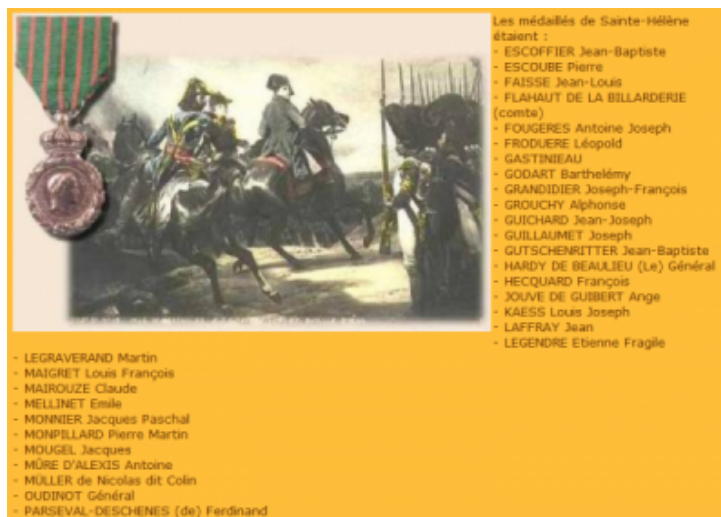 Les médaillés de Sainte-Hélène
étaient :
- ESCOFFIER Jean-Baptiste
- ESCOUBE Pierre
- FAISSE Jean-Louis
- FLAHAUT DE LA BILLARDERIE
(comte)
- FOUGERES Antoine Joseph
- FRODUERE Léopold
- GASTINIEAU
- GODART Barthelémy
- GRANDIDIER Joseph-François
- GROUCHY Alphonse
- GUICHARD Jean-Joseph
- GUILLAUMET Joseph
- GUTSCHENRITTER Jean-Baptiste
- HARDY DE BEAULIEU (Le) Général
- HECQUARD François
- JOUVE DE GUIBERT Ange
- KAESS Louis Joseph
- LAFFRAY Jean
- LEGENDRE Etienne Fragile
- LEGRAVERAND Martin
- MAIGRET Louis François
- MAIROUZE Claude
- MELLINET Emile
- MONNIER Jacques Paschal
- MONPILLARD Pierre Martin
- MOUGEL Jacques
- MÛRE D'ALEXIS Antoine
- MÜLLER de Nicolas dit Colin
- OUDINOT Général
- PARSEVAL-DESCHENES (de) Ferdinand